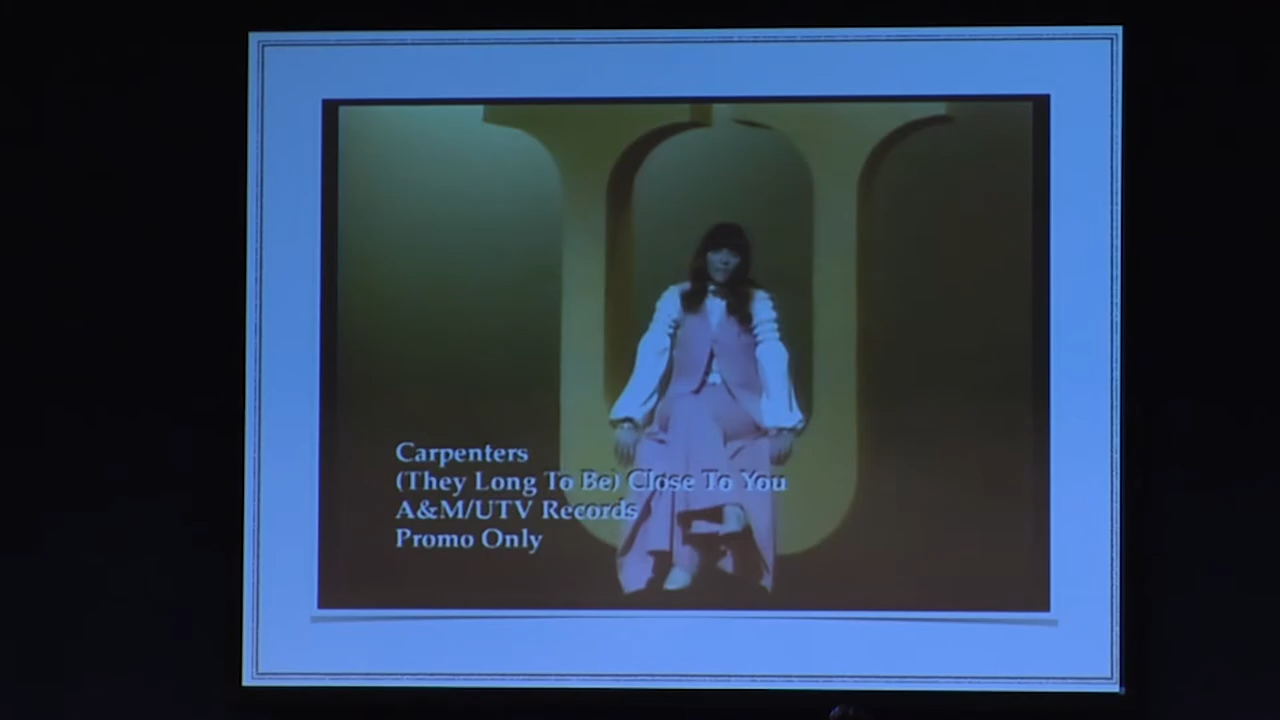 Carpenters
(They Long To Be) Close To You
A&M/UTV Records
Promo Only